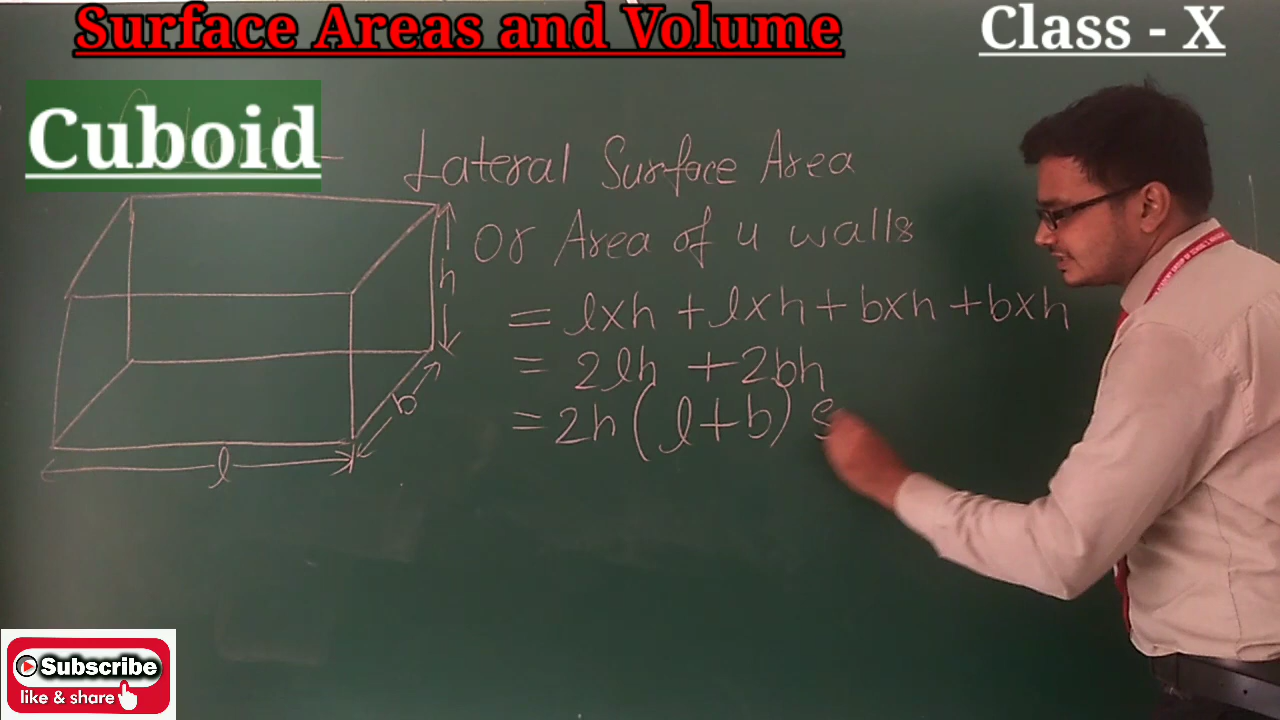 Surface Areas and Volume
Class - X
Cuboid
Lateral Surface Area
Or Area of 4 walls
= l×h + l×h + b×h + b×h
= 2lh + 2bh
= 2h ( l + b ) s
h
b
l
Subscribe
like & share